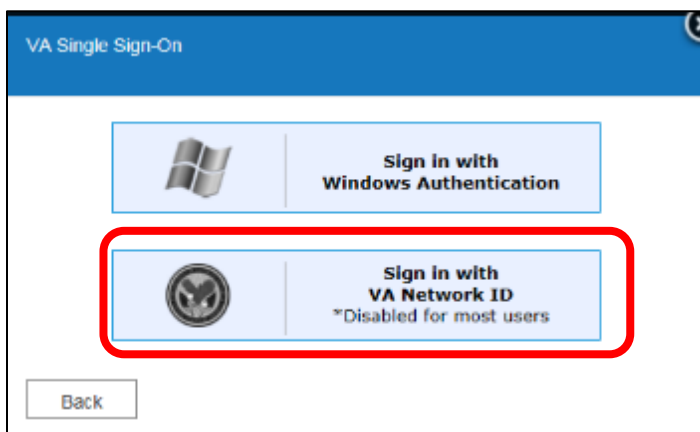 VA Single Sign-On
Sign in with
Windows Authentication
Sign in with
VA Network ID
*Disabled for most users
Back